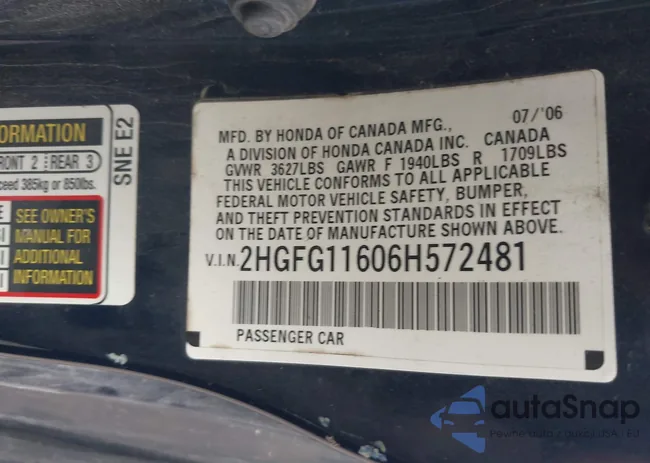 ORMATION
RONT 2 REAR 3
ceed 385kg or 850lbs.
SEE OWNER'S
MANUAL FOR
ADDITIONAL
INFORMATION
SNE E2
07/'06
MFD. BY HONDA OF CANADA MFG.,
A DIVISION OF HONDA CANADA INC. CANADA
GVWR 3627LBS GAWR F 1940LBS R 1709LBS
THIS VEHICLE CONFORMS TO ALL APPLICABLE
FEDERAL MOTOR VEHICLE SAFETY, BUMPER,
AND THEFT PREVENTION STANDARDS IN EFFECT
ON THE DATE OF MANUFACTURE SHOWN ABOVE.
V.I.N. 2HGFG11606H572481
PASSENGER CAR
autoSnap